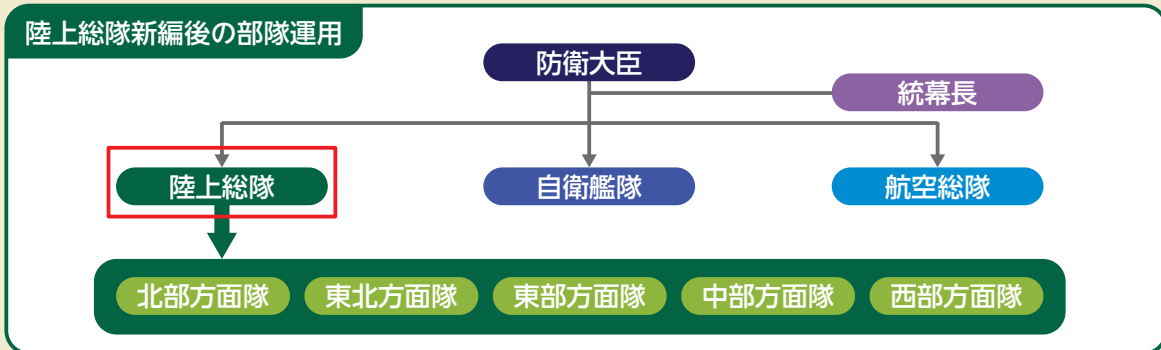 陸上総隊新編後の部隊運用
防衛大臣
統幕長
陸上総隊
自衛艦隊
航空総隊
北部方面隊
東北方面隊
東部方面隊
中部方面隊
西部方面隊